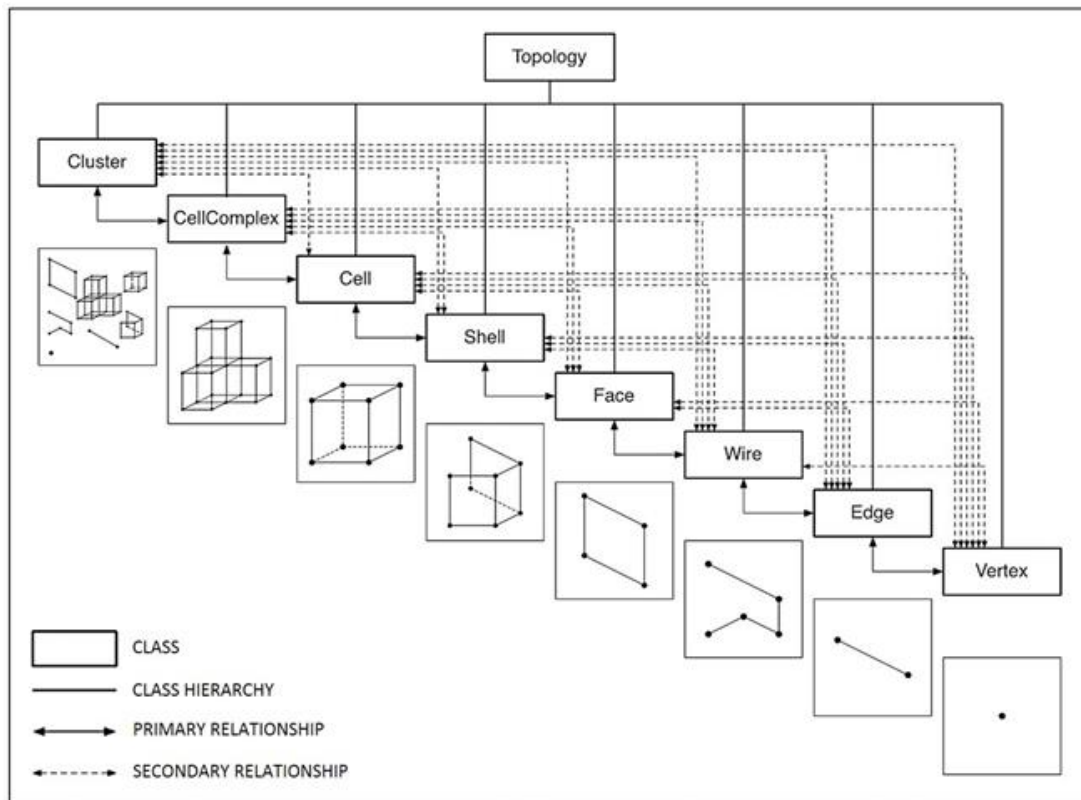 Topology
Cluster
CellComplex
Cell
Shell
Face
Wire
Edge
Vertex
CLASS
CLASS HIERARCHY
PRIMARY RELATIONSHIP
SECONDARY RELATIONSHIP